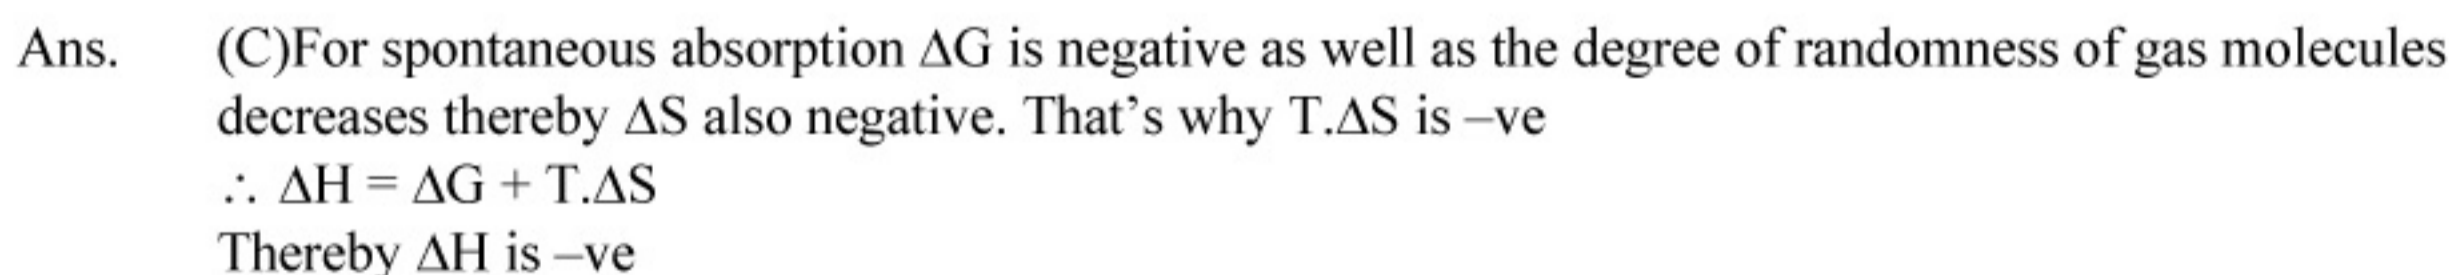 Ans. (C)For spontaneous absorption ΔG is negative as well as the degree of randomness of gas molecules
decreases thereby ΔS also negative. That’s why T.ΔS is –ve
∴ ΔH = ΔG + T.ΔS
Thereby ΔH is –ve